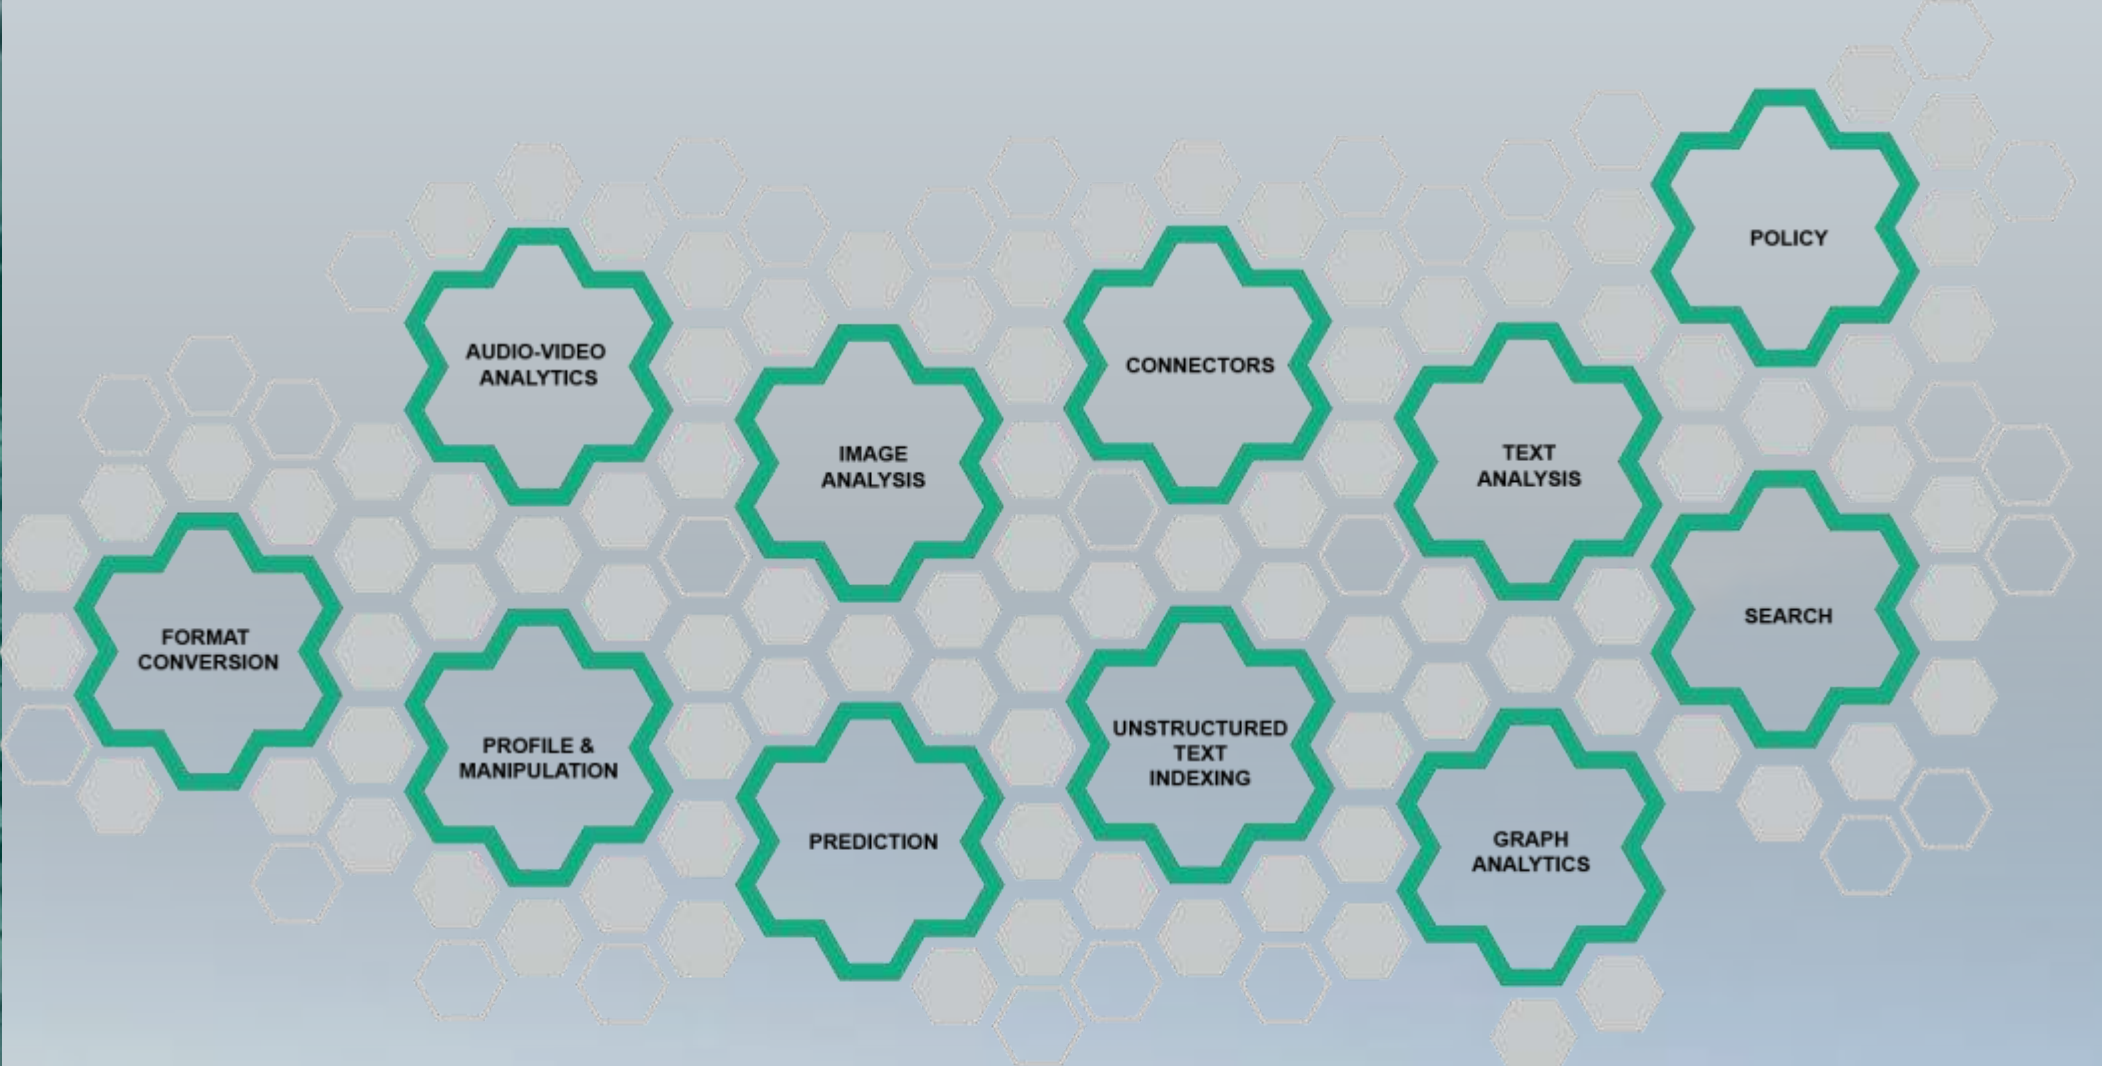 POLICY
AUDIO-VIDEO
ANALYTICS
CONNECTORS
IMAGE
ANALYSIS
TEXT
ANALYSIS
SEARCH
FORMAT
CONVERSION
PROFILE &
MANIPULATION
UNSTRUCTURED
TEXT
INDEXING
PREDICTION
GRAPH
ANALYTICS